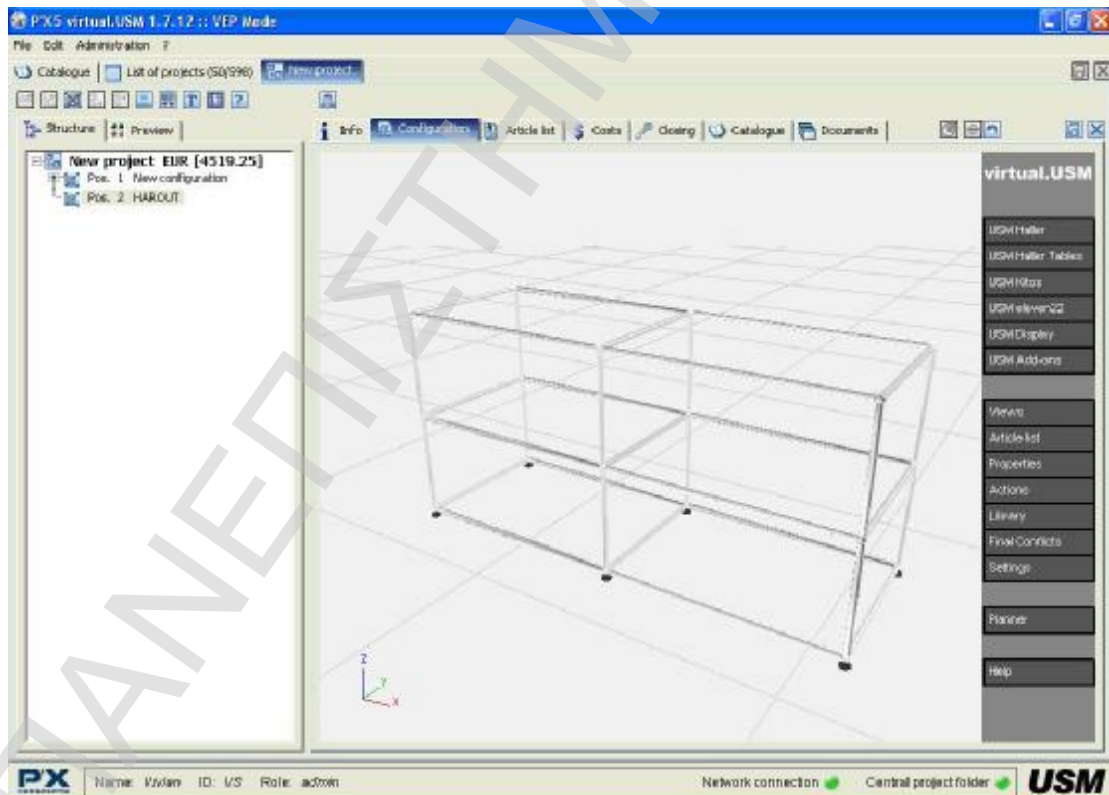 P'X5 virtual.USM 1.7.12 :: VEP Mode
File Edit Administration ?
Catalogue List of projects (50/598) New project...
Structure Preview Info Configuration Article list Costs Closing Catalogue Documents
New project EUR [4519.25]
Pos. 1 New configuration
Pos. 2 HAROUT
virtual.USM
USM Haller
USM Haller Tables
USM Kitos
USM eleven22
USM Display
USM Add-ons
Views
Article list
Properties
Actions
Library
Final Conflicts
Settings
Planner
Help
Z
Y
X
P'X Name: Vivian ID: VS Role: admin Network connection Central project folder USM
ΠΑΝΕΠΙΣΤΗΜ